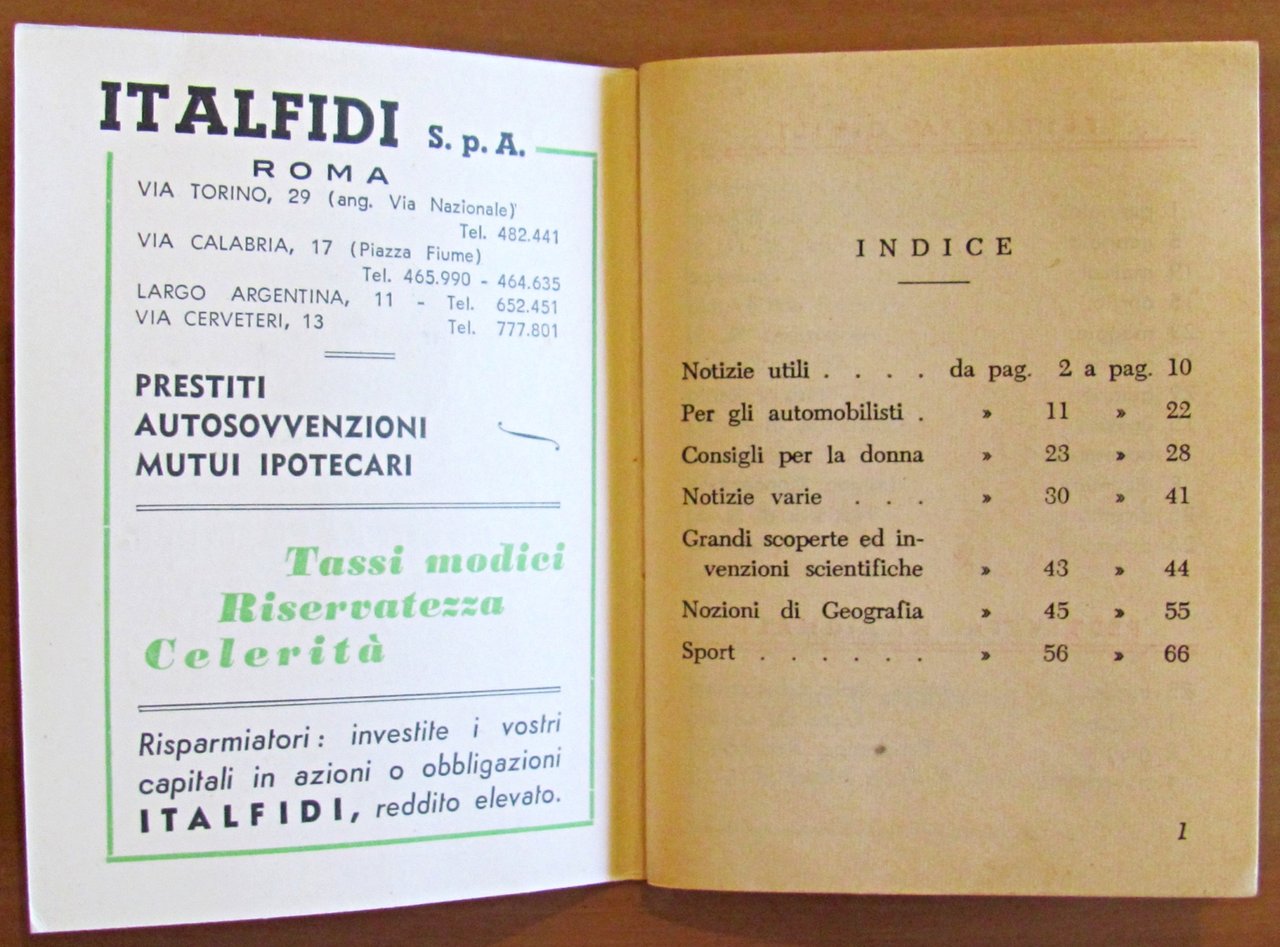 ITALFIDI S. p. A.
ROMA
VIA TORINO, 29 (ang. Via Nazionale)
Tel. 482.441
VIA CALABRIA, 17 (Piazza Fiume)
Tel. 465.990 - 464.635
LARGO ARGENTINA, 11 - Tel. 652.451
VIA CERVETERI, 13 Tel. 777.801
PRESTITI
AUTOSOVVENZIONI
MUTUI IPOTECARI
Tassi modici
Riservatezza
Celerità
Risparmiatori: investite i vostri
capitali in azioni o obbligazioni
ITALFIDI, reddito elevato.
INDICE
Notizie utili . . . . da pag. 2 a pag. 10
Per gli automobilisti . » 11 » 22
Consigli per la donna » 23 » 28
Notizie varie . . . » 30 » 41
Grandi scoperte ed in-
venzioni scientifiche » 43 » 44
Nozioni di Geografia » 45 » 55
Sport . . . . . . » 56 » 66
1